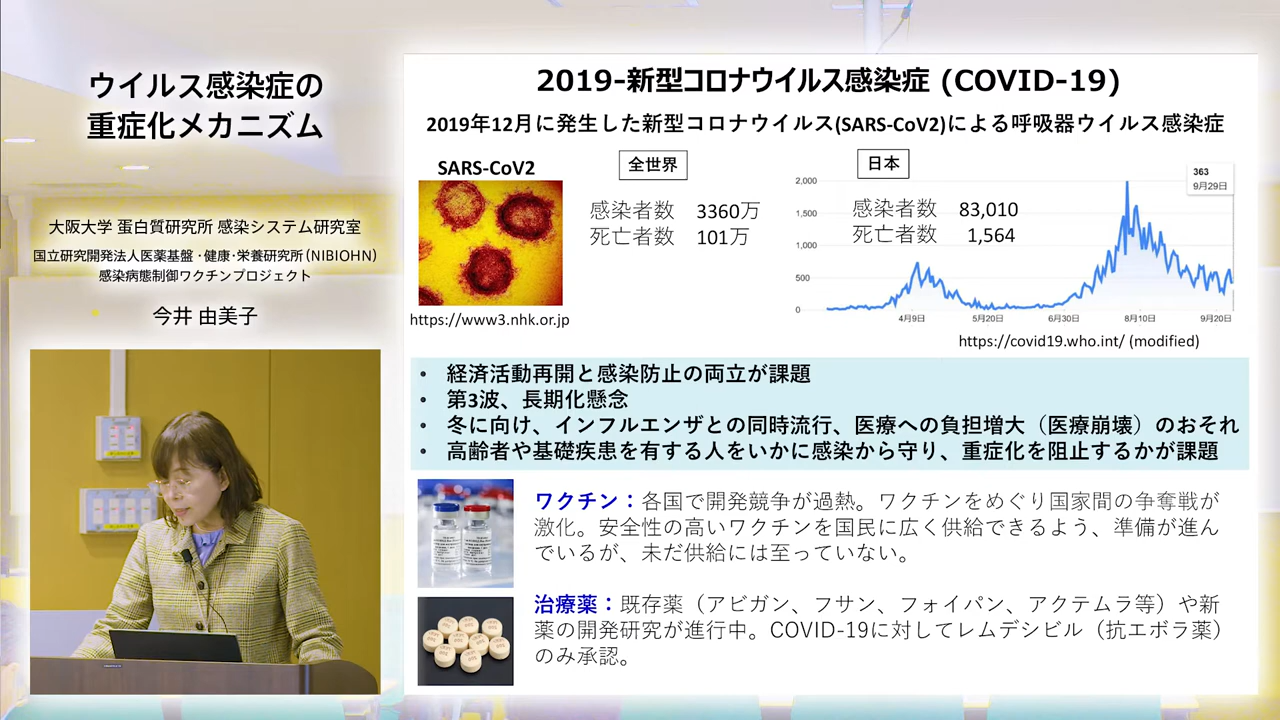 ウイルス感染症の
重症化メカニズム
大阪大学 蛋白質研究所 感染システム研究室
国立研究開発法人医薬基盤・健康・栄養研究所(NIBIOHN)
感染病態制御ワクチンプロジェクト
今井 由美子
2019-新型コロナウイルス感染症 (COVID-19)
2019年12月に発生した新型コロナウイルス(SARS-CoV2)による呼吸器ウイルス感染症
SARS-CoV2
https://www3.nhk.or.jp
全世界
感染者数 3360万
死亡者数 101万
日本
感染者数 83,010
死亡者数 1,564
363
9月29日
2,000
1,500
1,000
500
0
4月9日 5月20日 6月30日 8月10日 9月20日
https://covid19.who.int/ (modified)
• 経済活動再開と感染防止の両立が課題
• 第3波、長期化懸念
• 冬に向け、インフルエンザとの同時流行、医療への負担増大（医療崩壊）のおそれ
• 高齢者や基礎疾患を有する人をいかに感染から守り、重症化を阻止するかが課題
ワクチン：各国で開発競争が過熱。ワクチンをめぐり国家間の争奪戦が
激化。安全性の高いワクチンを国民に広く供給できるよう、準備が進ん
でいるが、未だ供給には至っていない。
治療薬：既存薬（アビガン、フサン、フォイパン、アクテムラ等）や新
薬の開発研究が進行中。COVID-19に対してレムデシビル（抗エボラ薬）
のみ承認。